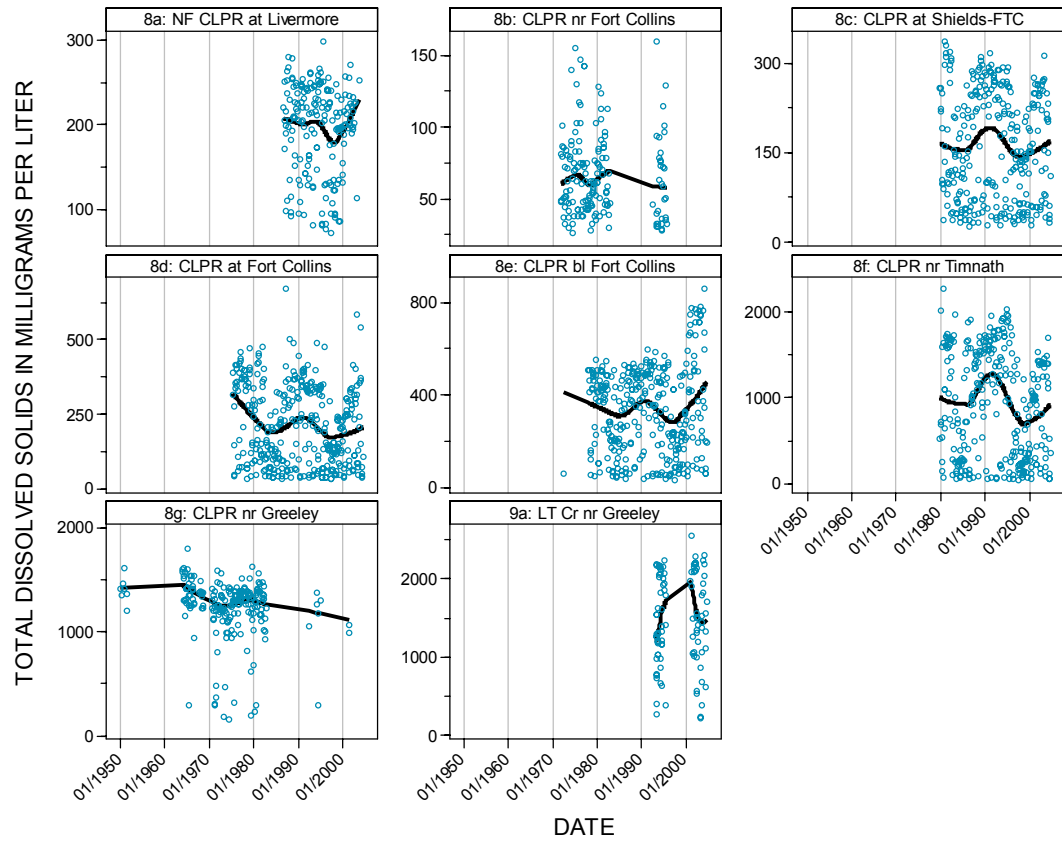 TOTAL DISSOLVED SOLIDS IN MILLIGRAMS PER LITER
8a: NF CLPR at Livermore
300
200
100
8b: CLPR nr Fort Collins
150
100
50
8c: CLPR at Shields-FTC
300
150
0
8d: CLPR at Fort Collins
500
250
0
8e: CLPR bl Fort Collins
800
400
0
8f: CLPR nr Timnath
2000
1000
0
01/1950 01/1960 01/1970 01/1980 01/1990 01/2000
8g: CLPR nr Greeley
2000
1000
0
01/1950 01/1960 01/1970 01/1980 01/1990 01/2000
9a: LT Cr nr Greeley
2000
1000
0
01/1950 01/1960 01/1970 01/1980 01/1990 01/2000
DATE